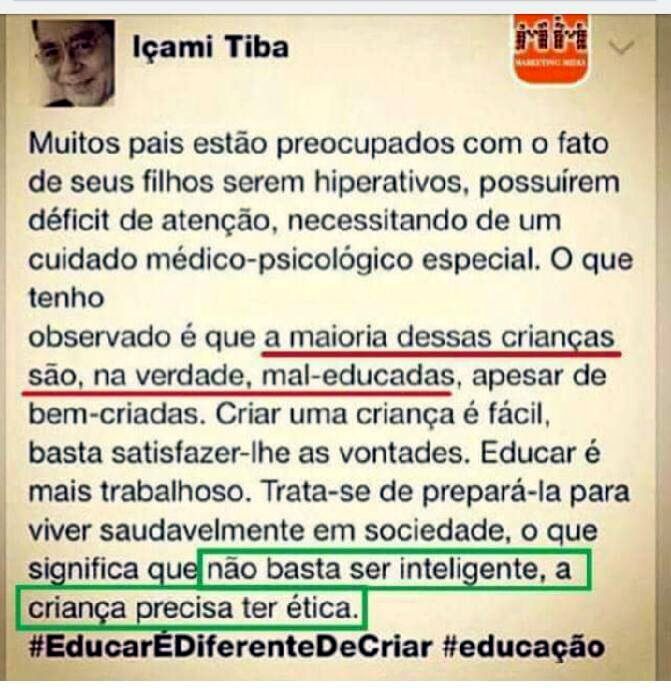 Içami Tiba
MARKETING MIDIA
Muitos pais estão preocupados com o fato
de seus filhos serem hiperativos, possuírem
déficit de atenção, necessitando de um
cuidado médico-psicológico especial. O que
tenho
observado é que a maioria dessas crianças
são, na verdade, mal-educadas, apesar de
bem-criadas. Criar uma criança é fácil,
basta satisfazer-lhe as vontades. Educar é
mais trabalhoso. Trata-se de prepará-la para
viver saudavelmente em sociedade, o que
significa que não basta ser inteligente, a
criança precisa ter ética.
#EducarÉDiferenteDeCriar #educação